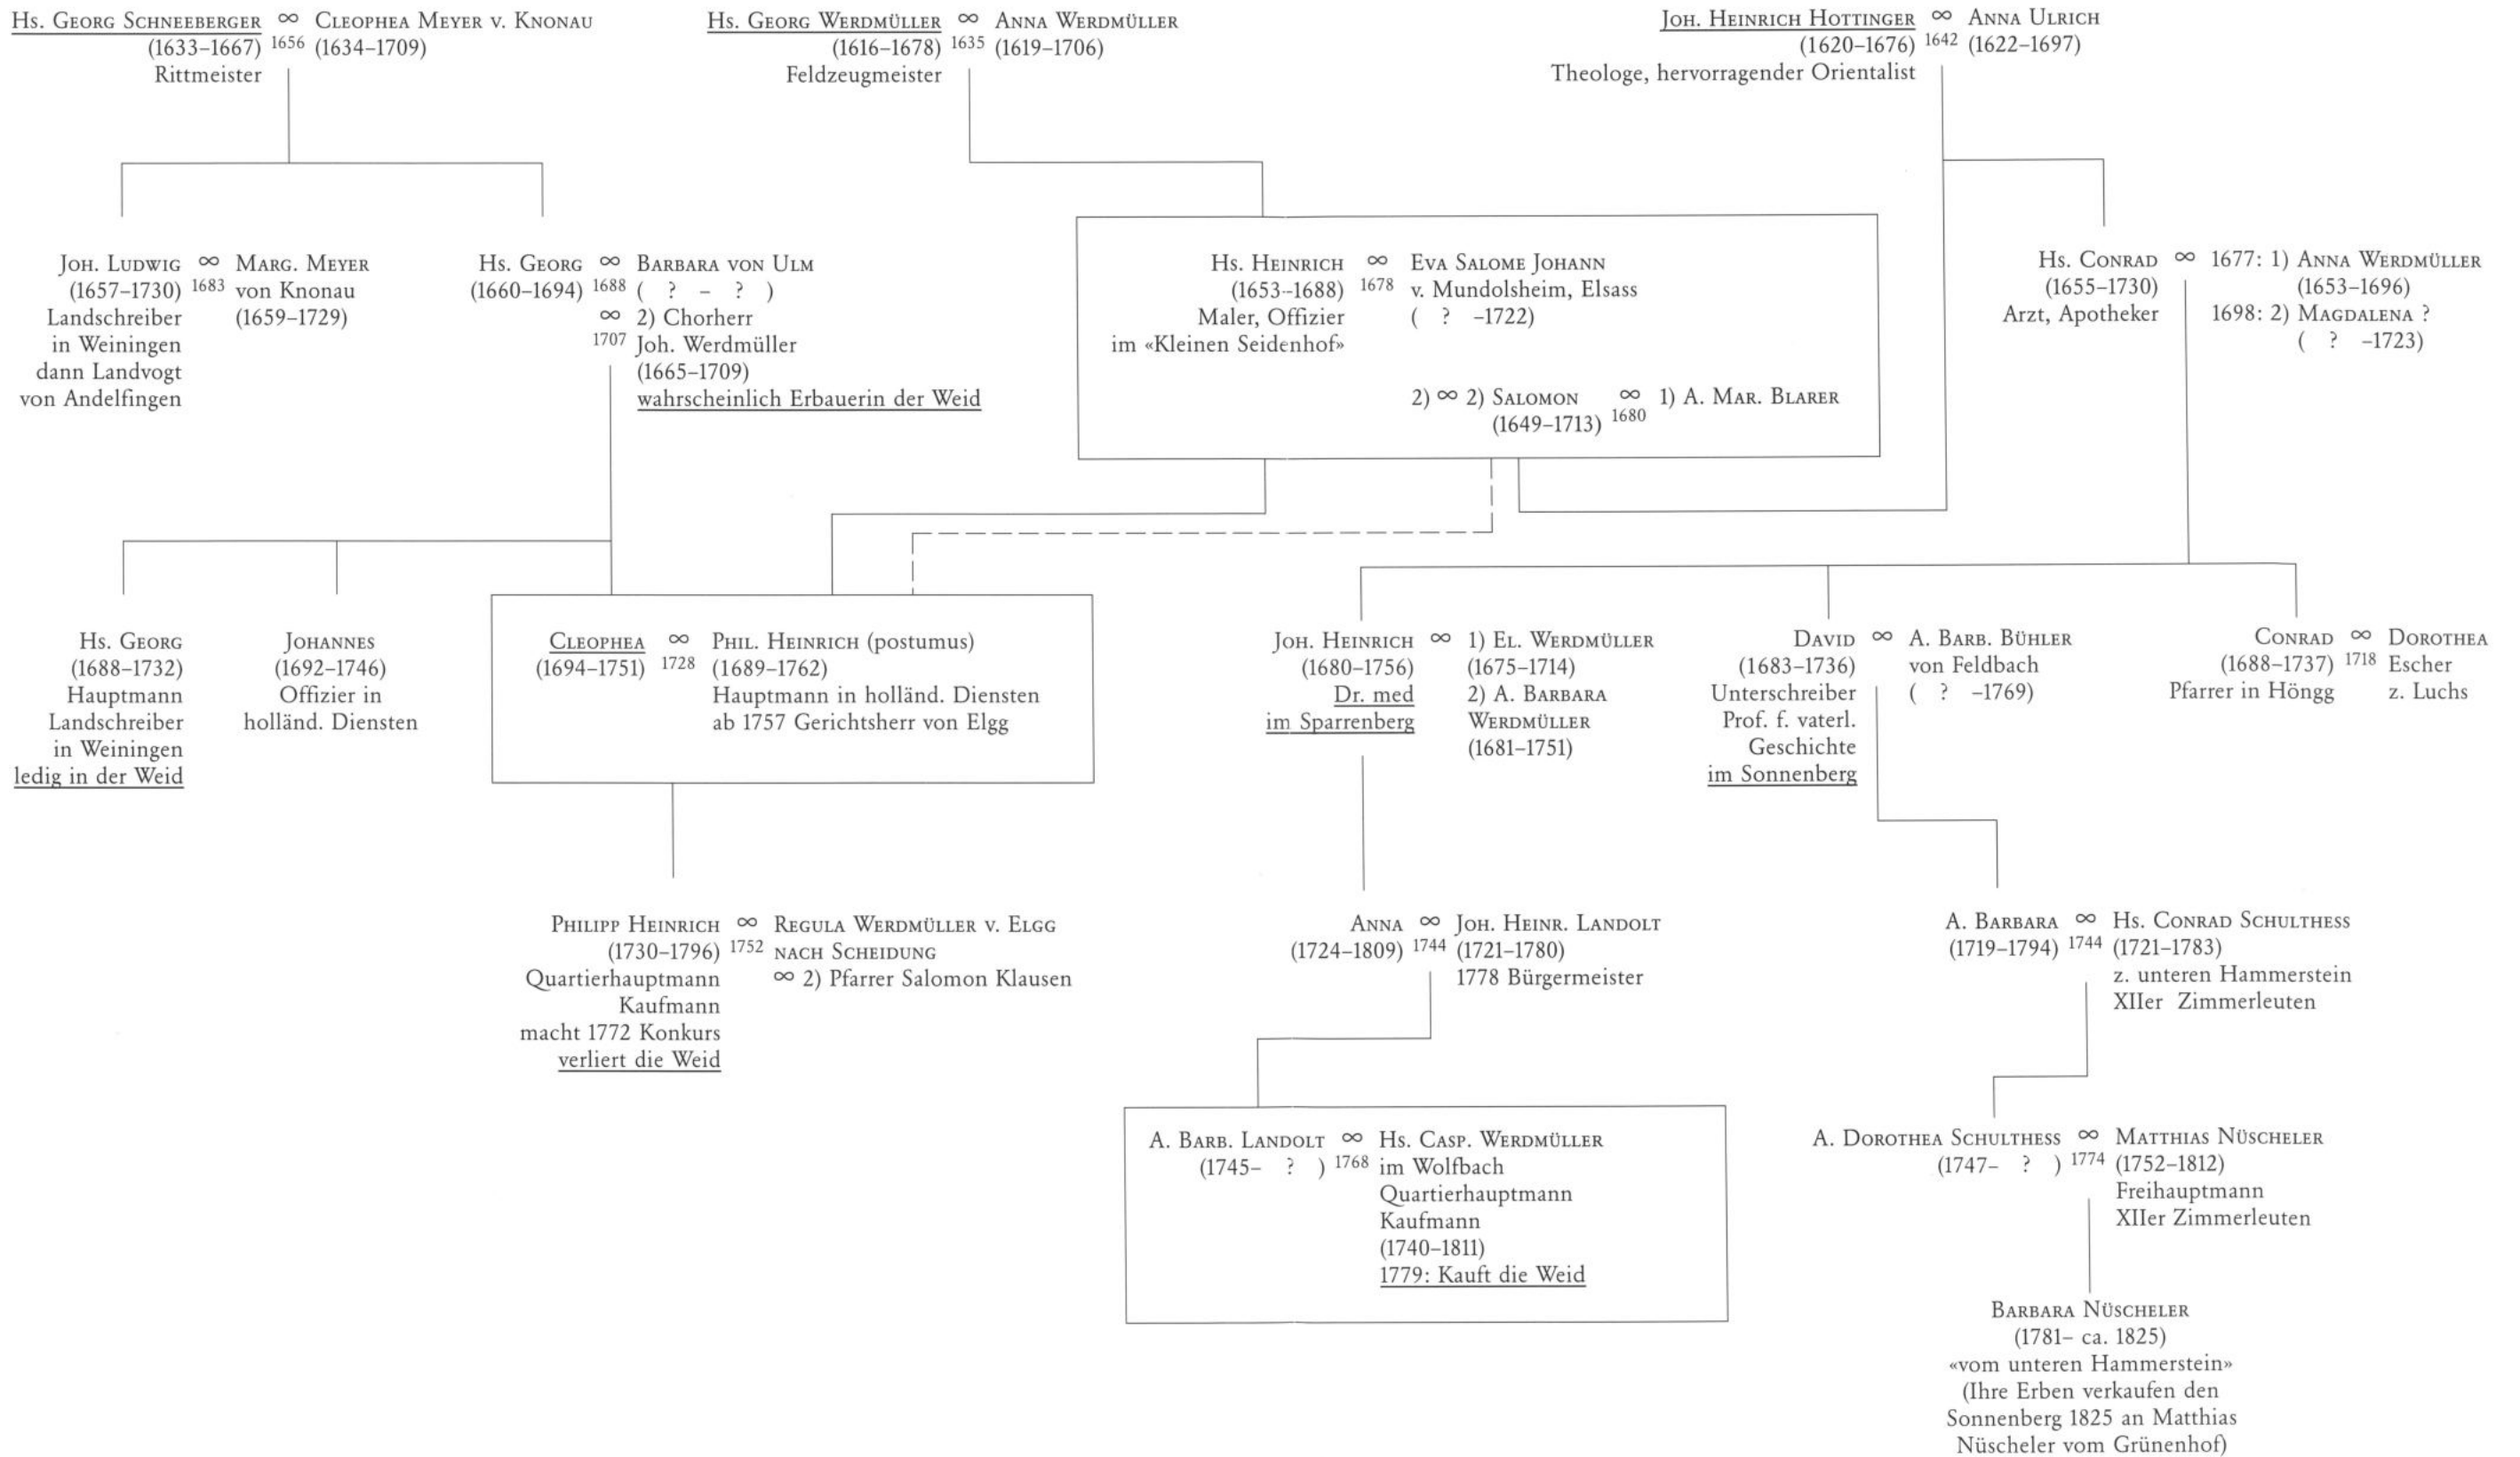 Hs. Georg Schneeberger ∞ Cleophea Meyer v. Knonau
(1633–1667) 1656 (1634–1709)
Rittmeister
Hs. Georg Werdmüller ∞ Anna Werdmüller
(1616–1678) 1635 (1619–1706)
Feldzeugmeister
Joh. Heinrich Hottinger ∞ Anna Ulrich
(1620–1676) 1642 (1622–1697)
Theologe, hervorragender Orientalist
Joh. Ludwig ∞ Marg. Meyer
(1657–1730) 1683 von Knonau
Landschreiber (1659–1729)
in Weiningen
dann Landvogt
von Andelfingen
Hs. Georg ∞ Barbara von Ulm
(1660–1694) 1688 ( ? – ? )
∞ 2) Chorherr
1707 Joh. Werdmüller
(1665–1709)
wahrscheinlich Erbauerin der Weid
Hs. Heinrich ∞ Eva Salome Johann
(1653–1688) 1678 v. Mundolsheim, Elsass
Maler, Offizier ( ? –1722)
im «Kleinen Seidenhof»
2) ∞ 2) Salomon ∞ 1) A. Mar. Blarer
(1649–1713) 1680
Hs. Conrad ∞ 1677: 1) Anna Werdmüller
(1655–1730) (1653–1696)
Arzt, Apotheker 1698: 2) Magdalena ?
( ? –1723)
Hs. Georg
(1688–1732)
Hauptmann
Landschreiber
in Weiningen
ledig in der Weid
Johannes
(1692–1746)
Offizier in
holländ. Diensten
Cleophea ∞ Phil. Heinrich (postumus)
(1694–1751) 1728 (1689–1762)
Hauptmann in holländ. Diensten
ab 1757 Gerichtsherr von Elgg
Joh. Heinrich ∞ 1) El. Werdmüller
(1680–1756) (1675–1714)
Dr. med 2) A. Barbara
im Sparrenberg Werdmüller
(1681–1751)
David ∞ A. Barb. Bühler
(1683–1736) von Feldbach
Unterschreiber ( ? –1769)
Prof. f. vaterl.
Geschichte
im Sonnenberg
Conrad ∞ Dorothea
(1688–1737) 1718 Escher
Pfarrer in Höngg z. Luchs
Philipp Heinrich ∞ Regula Werdmüller v. Elgg
(1730–1796) 1752 nach Scheidung
Quartierhauptmann ∞ 2) Pfarrer Salomon Klausen
Kaufmann
macht 1772 Konkurs
verliert die Weid
Anna ∞ Joh. Heinr. Landolt
(1724–1809) 1744 (1721–1780)
1778 Bürgermeister
A. Barbara ∞ Hs. Conrad Schulthess
(1719–1794) 1744 (1721–1783)
z. unteren Hammerstein
XIIer Zimmerleuten
A. Barb. Landolt ∞ Hs. Casp. Werdmüller
(1745– ? ) 1768 im Wolfbach
Quartierhauptmann
Kaufmann
(1740–1811)
1779: Kauft die Weid
A. Dorothea Schulthess ∞ Matthias Nüscheler
(1747– ? ) 1774 (1752–1812)
Freihauptmann
XIIer Zimmerleuten
Barbara Nüscheler
(1781– ca. 1825)
«vom unteren Hammerstein»
(Ihre Erben verkaufen den
Sonnenberg 1825 an Matthias
Nüscheler vom Grünenhof)